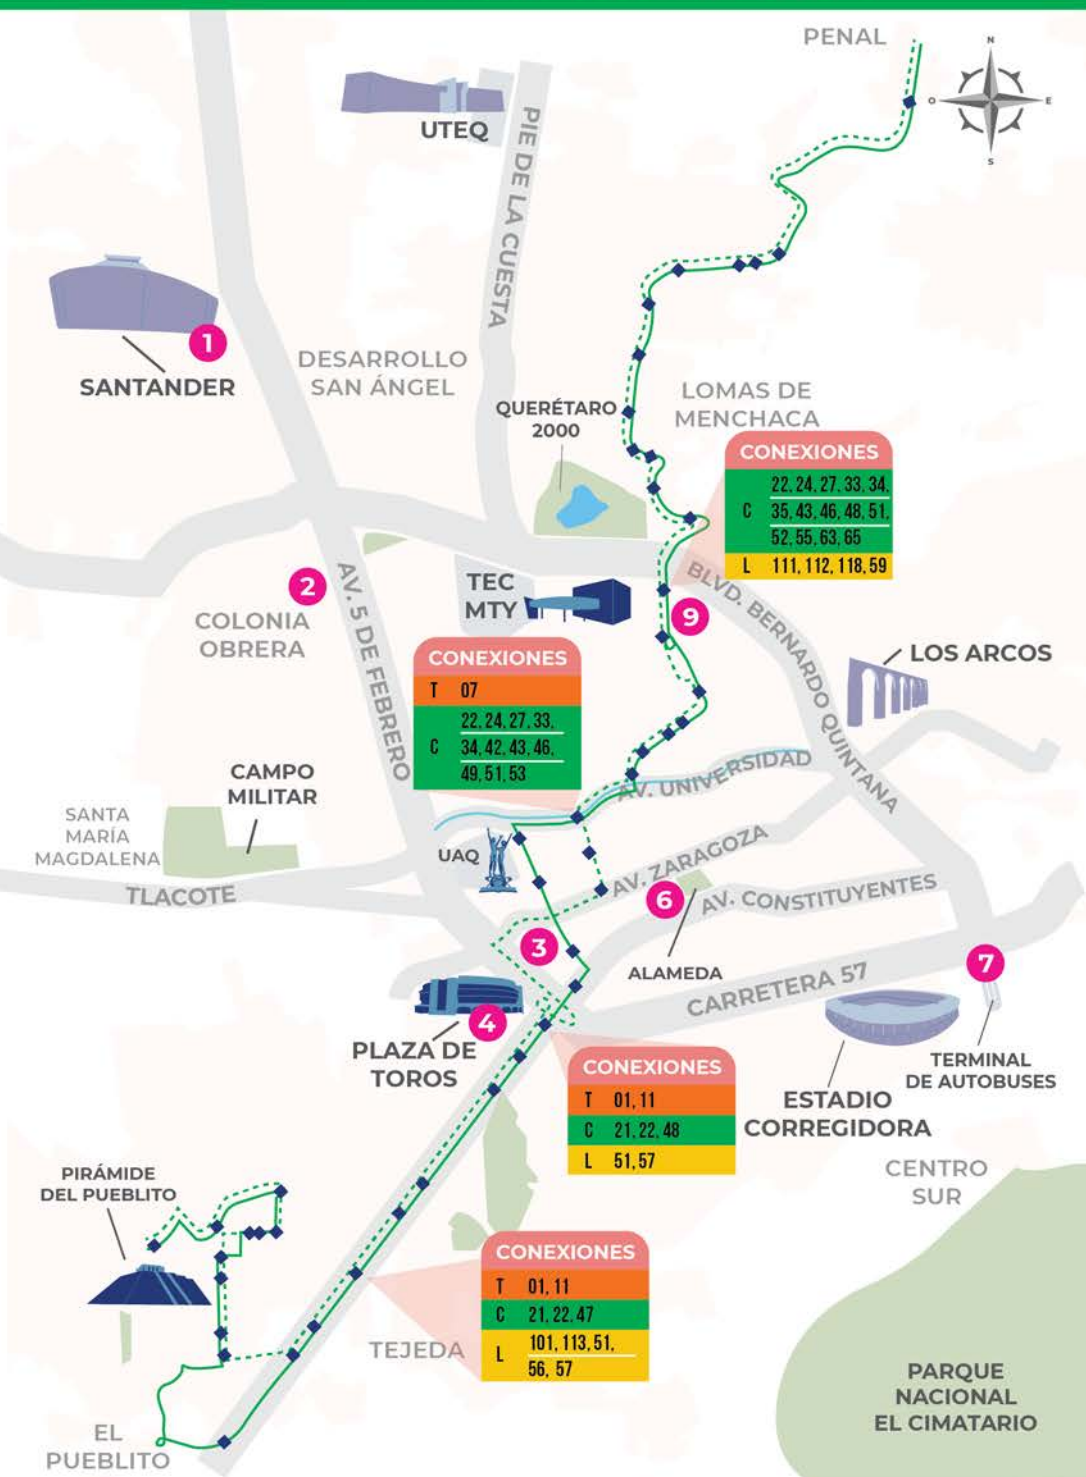 PENAL
N
O
E
S
UTEQ
PIE DE LA CUESTA
1
SANTANDER
DESARROLLO
SAN ÁNGEL
QUERÉTARO
2000
LOMAS DE
MENCHACA
CONEXIONES
C 22, 24, 27, 33, 34,
35, 43, 46, 48, 51,
52, 55, 63, 65
L 111, 112, 118, 59
2
AV. 5 DE FEBRERO
COLONIA
OBRERA
TEC
MTY
BLVD. BERNARDO QUINTANA
9
LOS ARCOS
CONEXIONES
T 07
C 22, 24, 27, 33,
34, 42, 43, 46,
49, 51, 53
CAMPO
MILITAR
SANTA
MARÍA
MAGDALENA
TLACOTE
UAQ
AV. UNIVERSIDAD
AV. ZARAGOZA
6
AV. CONSTITUYENTES
3
ALAMEDA
CARRETERA 57
7
4
PLAZA DE
TOROS
TERMINAL
DE AUTOBUSES
ESTADIO
CORREGIDORA
CONEXIONES
T 01, 11
C 21, 22, 48
L 51, 57
CENTRO
SUR
PIRÁMIDE
DEL PUEBLITO
CONEXIONES
T 01, 11
C 21, 22, 47
L 101, 113, 51,
56, 57
TEJEDA
PARQUE
NACIONAL
EL CIMATARIO
EL
PUEBLITO